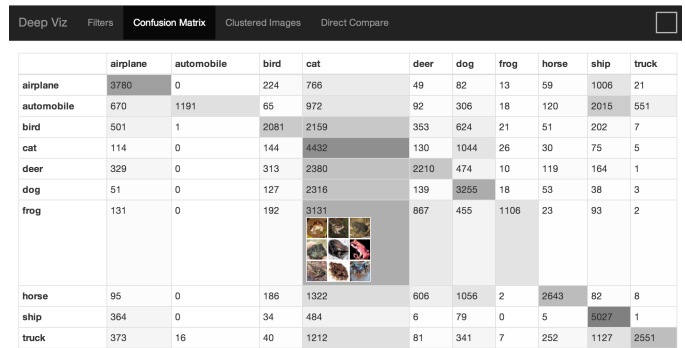 Deep Viz Filters Confusion Matrix Clustered Images Direct Compare
airplane automobile bird cat deer dog frog horse ship truck
airplane 3780 0 224 766 49 82 13 59 1006 21
automobile 670 1191 65 972 92 306 18 120 2015 551
bird 501 1 2081 2159 353 624 21 51 202 7
cat 114 0 144 4432 130 1044 26 30 75 5
deer 329 0 313 2380 2210 474 10 119 164 1
dog 51 0 127 2316 139 3255 18 53 38 3
frog 131 0 192 3131 867 455 1106 23 93 2
horse 95 0 186 1322 606 1056 2 2643 82 8
ship 364 0 34 484 6 79 0 5 5027 1
truck 373 16 40 1212 81 341 7 252 1127 2551